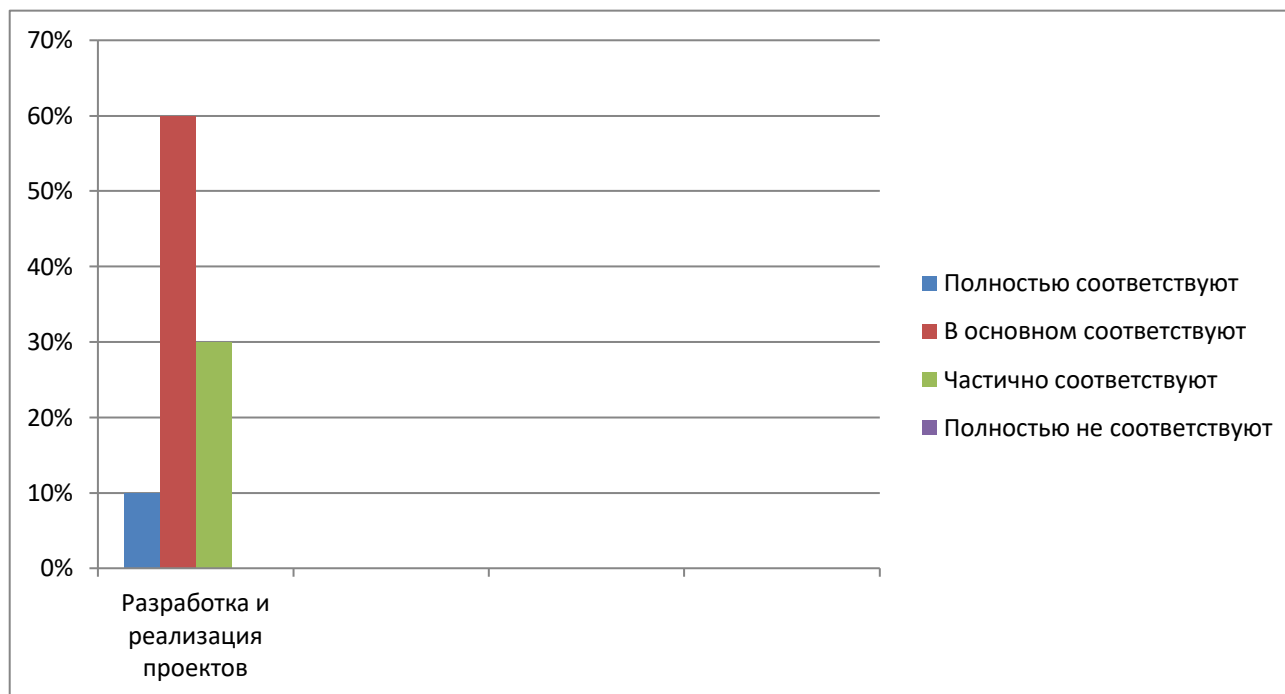 70%
60%
50%
40%
30%
20%
10%
0%
Разработка и
реализация
проектов
Полностью соответствуют
В основном соответствуют
Частично соответствуют
Полностью не соответствуют